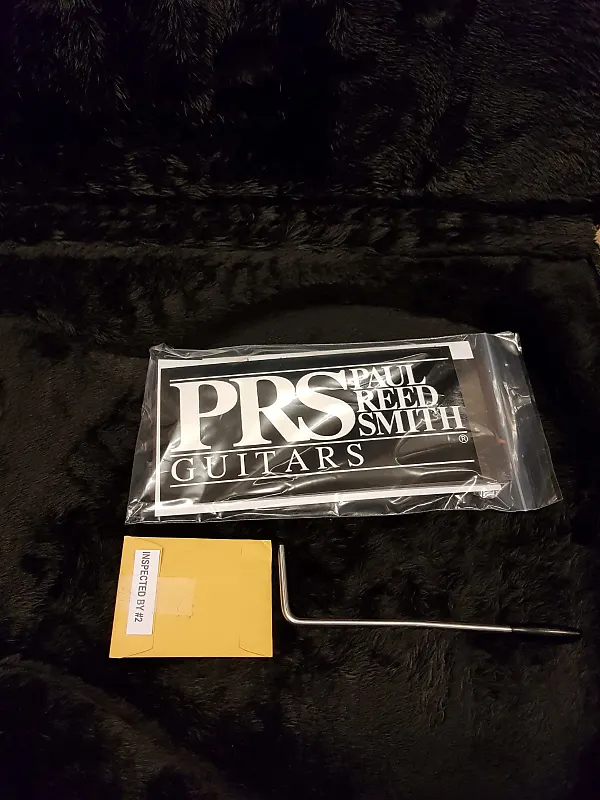 PRS PAUL
REED
SMITH
®
GUITARS
INSPECTED BY #2